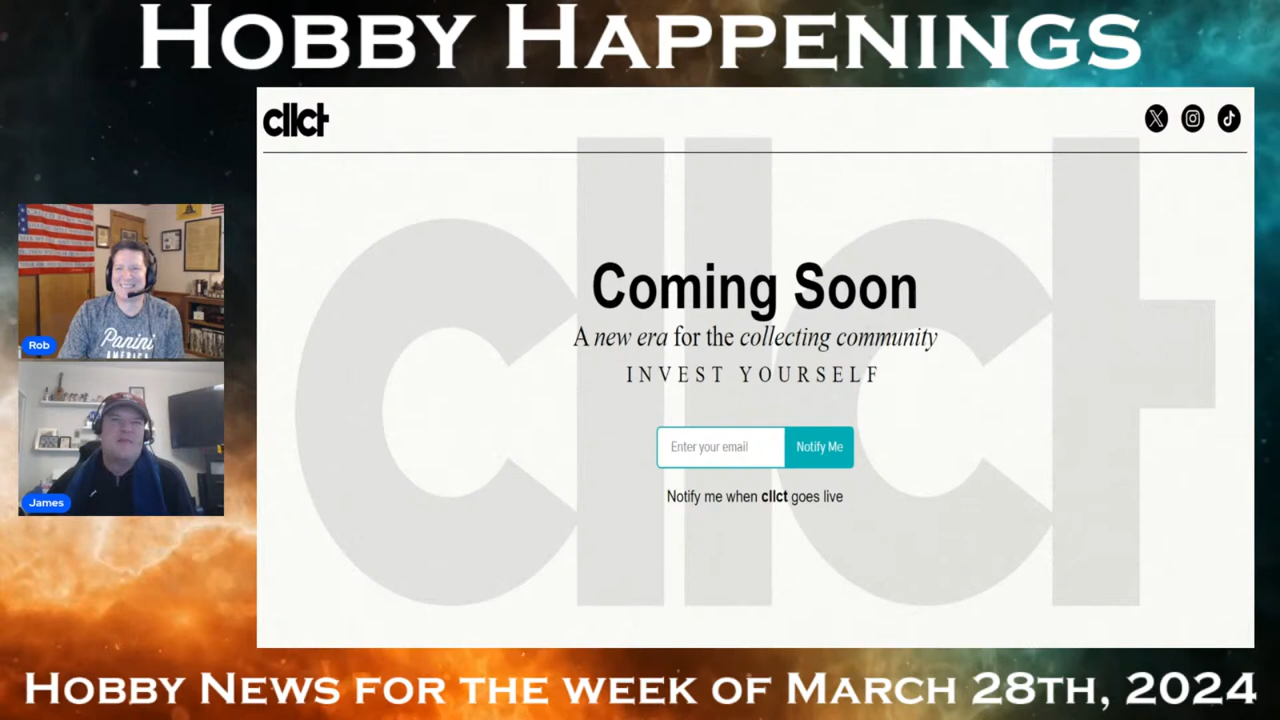 HOBBY HAPPENINGS
cllct
Coming Soon
A new era for the collecting community
INVEST YOURSELF
Enter your email
Notify Me
Notify me when cllct goes live
Panini
AMERICA
Rob
James
HOBBY NEWS FOR THE WEEK OF MARCH 28TH, 2024